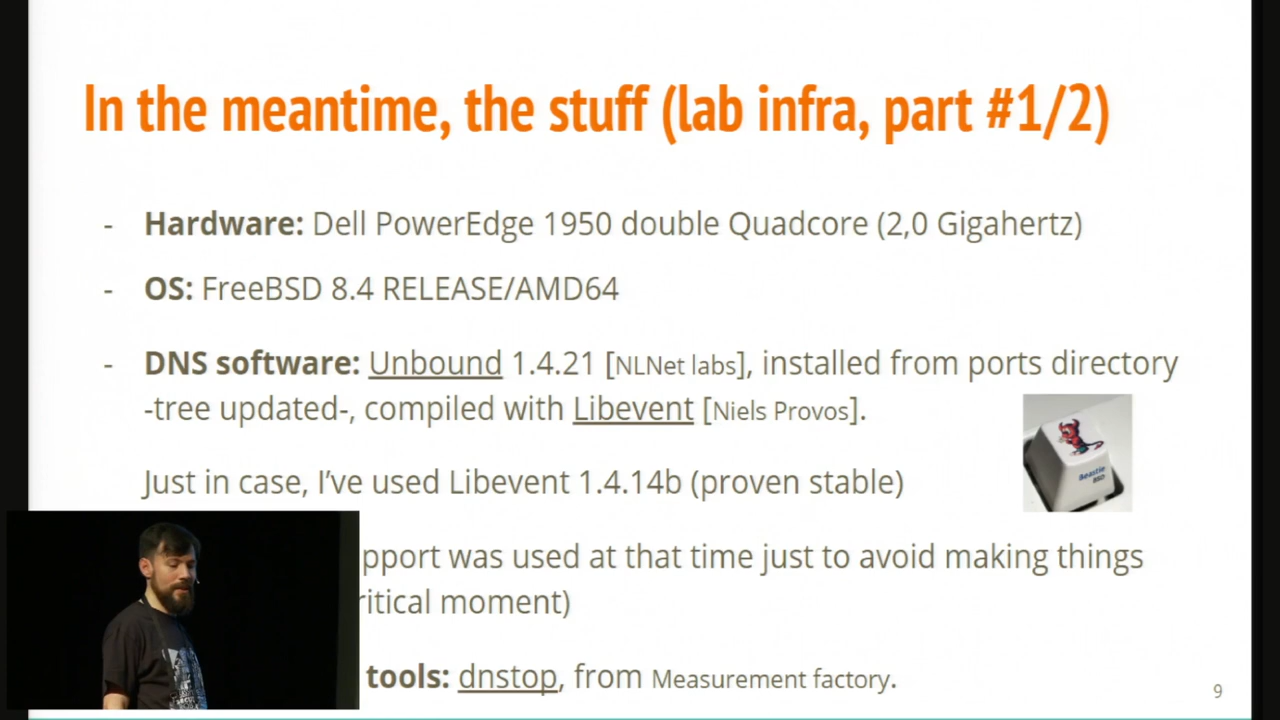 In the meantime, the stuff (lab infra, part #1/2)
- Hardware: Dell PowerEdge 1950 double Quadcore (2,0 Gigahertz)
- OS: FreeBSD 8.4 RELEASE/AMD64
- DNS software: Unbound 1.4.21 [NLNet labs], installed from ports directory
-tree updated-, compiled with Libevent [Niels Provos].
Beastie
BSD
Just in case, I've used Libevent 1.4.14b (proven stable)
pport was used at that time just to avoid making things
ritical moment)
tools: dnstop, from Measurement factory.
9